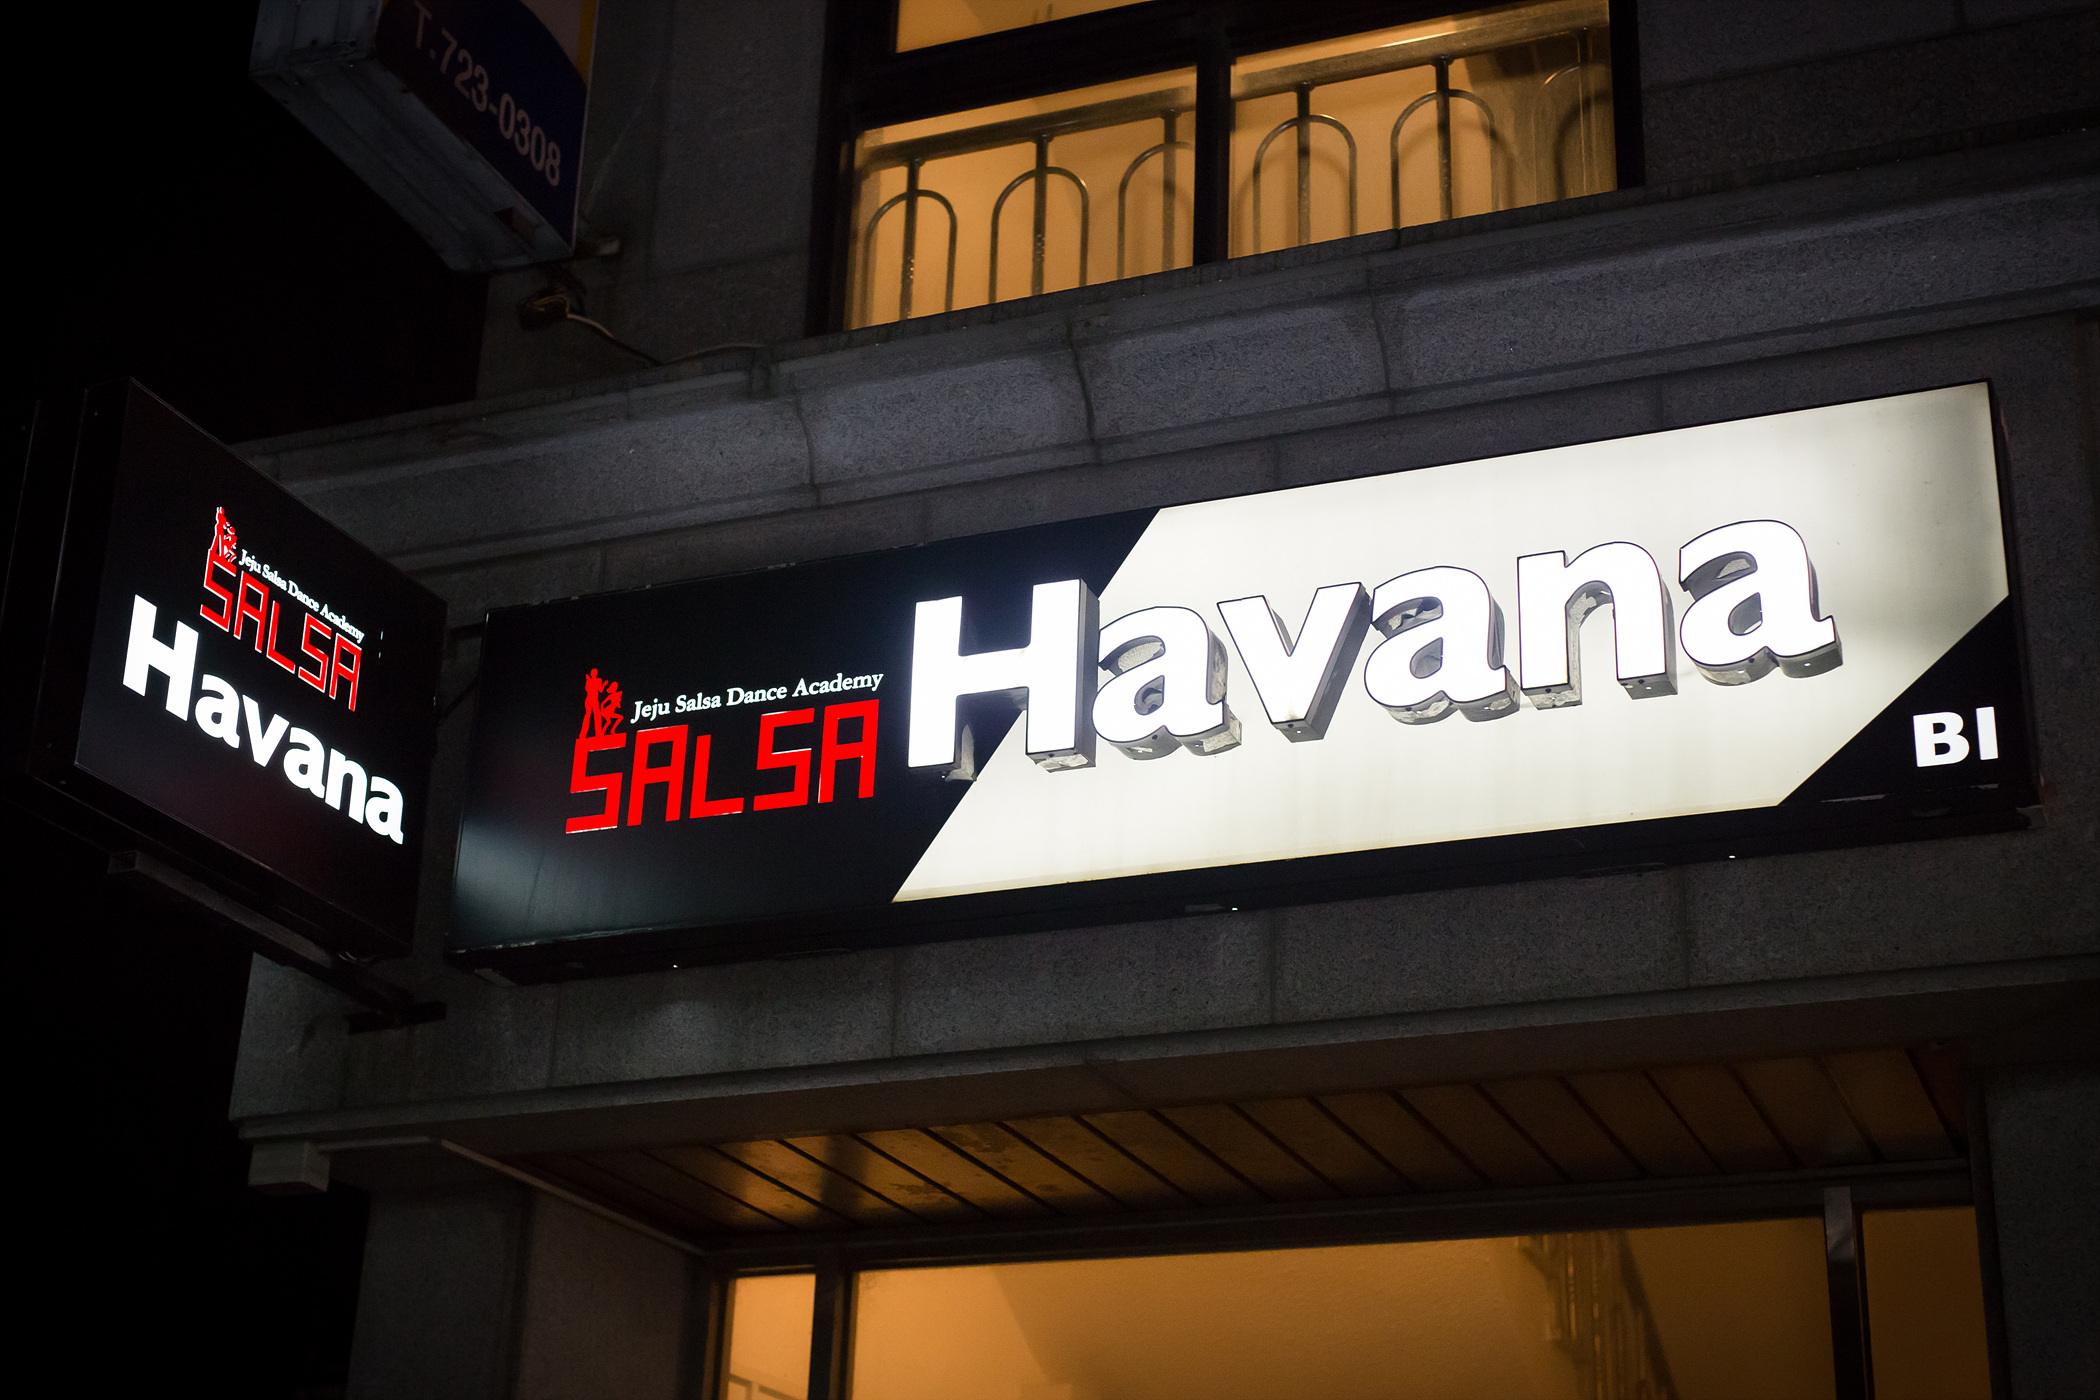 T.723-0308
Jeju Salsa Dance Academy
SALSA
Havana
Jeju Salsa Dance Academy
SALSA
Havana
BI